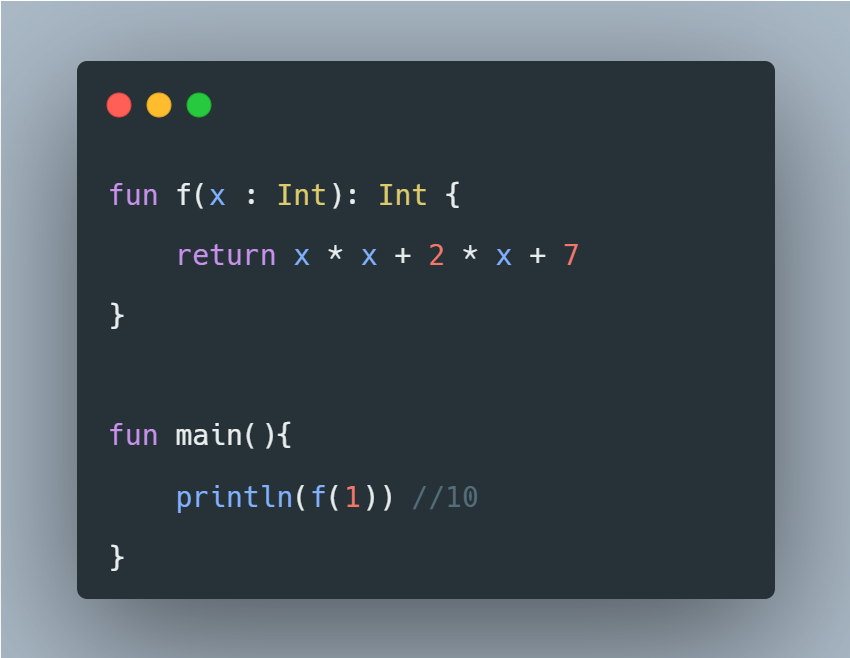 fun f(x : Int): Int {
    return x * x + 2 * x + 7
}
fun main(){
    println(f(1)) //10
}